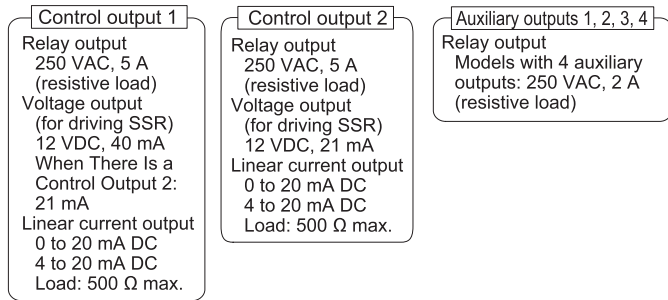 Control output 1
Relay output
250 VAC, 5 A
(resistive load)
Voltage output
(for driving SSR)
12 VDC, 40 mA
When There Is a
Control Output 2:
21 mA
Linear current output
0 to 20 mA DC
4 to 20 mA DC
Load: 500 Ω max.
Control output 2
Relay output
250 VAC, 5 A
(resistive load)
Voltage output
(for driving SSR)
12 VDC, 21 mA
Linear current output
0 to 20 mA DC
4 to 20 mA DC
Load: 500 Ω max.
Auxiliary outputs 1, 2, 3, 4
Relay output
Models with 4 auxiliary
outputs: 250 VAC, 2 A
(resistive load)